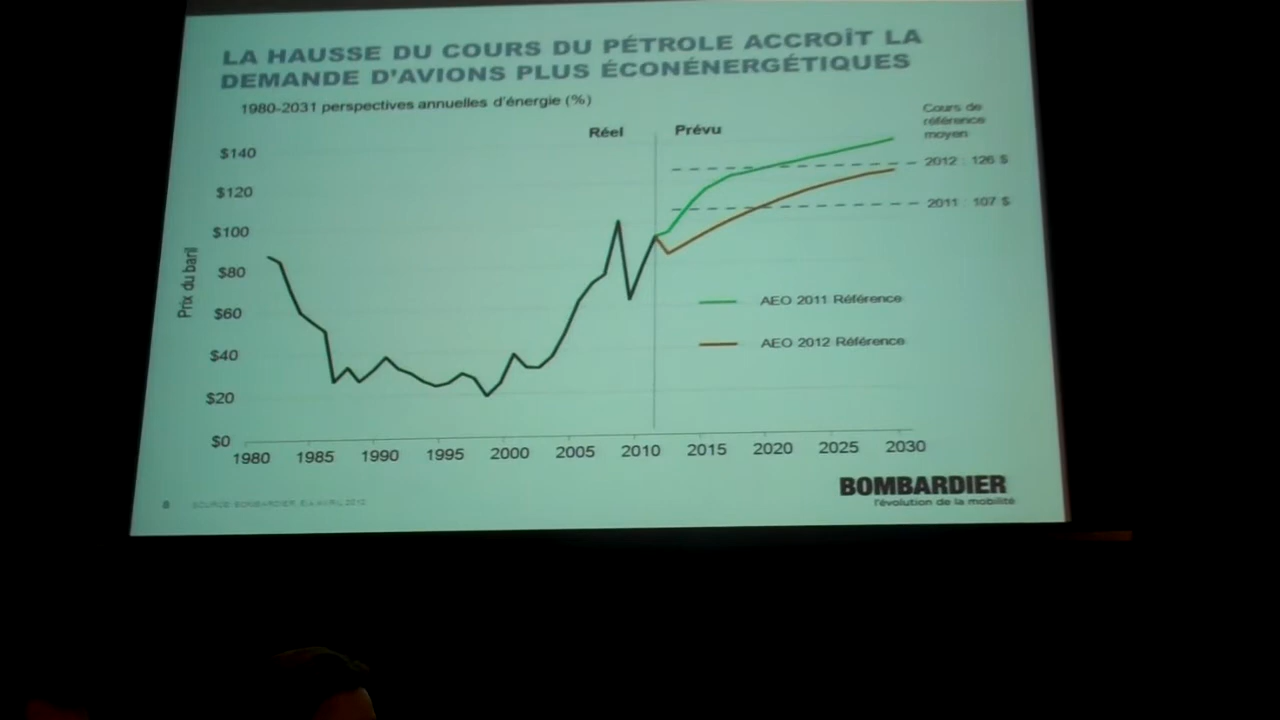 LA HAUSSE DU COURS DU PÉTROLE ACCROÎT LA
DEMANDE D'AVIONS PLUS ÉCONÉNERGÉTIQUES
1980-2031 perspectives annuelles d'énergie (%)
Cours de
référence
moyen
Réel
Prévu
$140
2012 : 126 $
$120
2011 : 107 $
$100
$80
$60
$40
$20
$0
Prix du baril
AEO 2011 Référence
AEO 2012 Référence
1980 1985 1990 1995 2000 2005 2010 2015 2020 2025 2030
BOMBARDIER
l'évolution de la mobilité
8
SOURCE BOMBARDIER